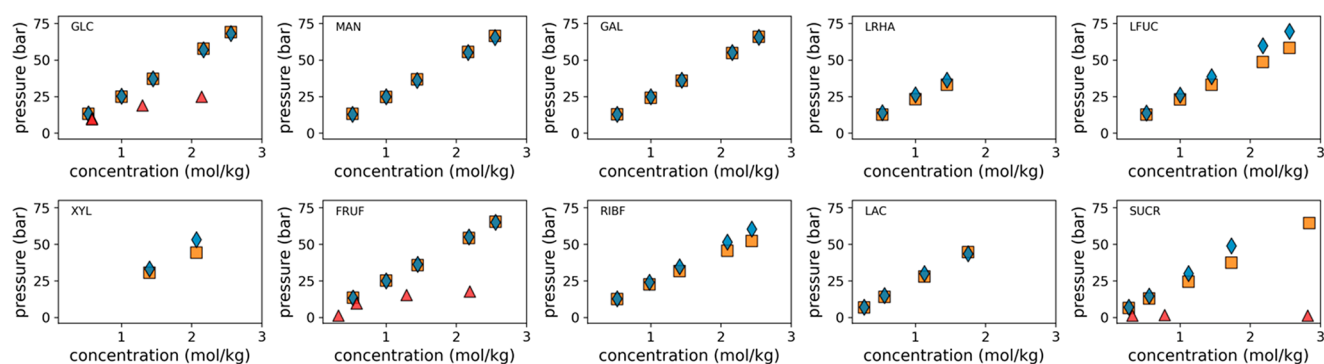 GLC
MAN
GAL
LRHA
LFUC
pressure (bar)
75
50
25
0
pressure (bar)
75
50
25
0
pressure (bar)
75
50
25
0
pressure (bar)
75
50
25
0
pressure (bar)
75
50
25
0
1 2 3
1 2 3
1 2 3
1 2 3
1 2 3
concentration (mol/kg)
concentration (mol/kg)
concentration (mol/kg)
concentration (mol/kg)
concentration (mol/kg)
XYL
FRUF
RIBF
LAC
SUCR
pressure (bar)
75
50
25
0
pressure (bar)
75
50
25
0
pressure (bar)
75
50
25
0
pressure (bar)
75
50
25
0
pressure (bar)
75
50
25
0
1 2 3
1 2 3
1 2 3
1 2 3
1 2 3
concentration (mol/kg)
concentration (mol/kg)
concentration (mol/kg)
concentration (mol/kg)
concentration (mol/kg)